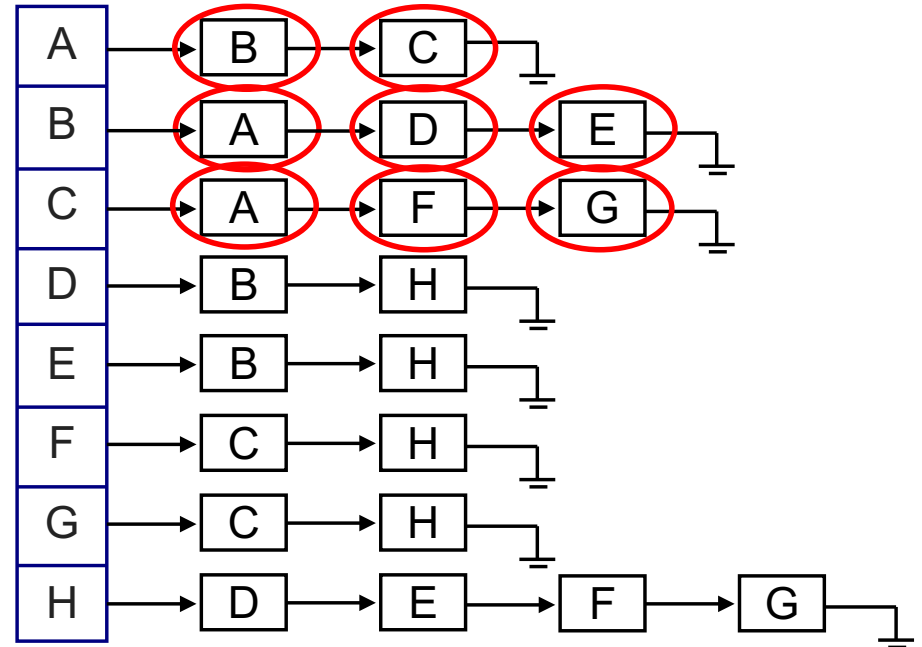 A B C
B A D E
C A F G
D B H
E B H
F C H
G C H
H D E F G